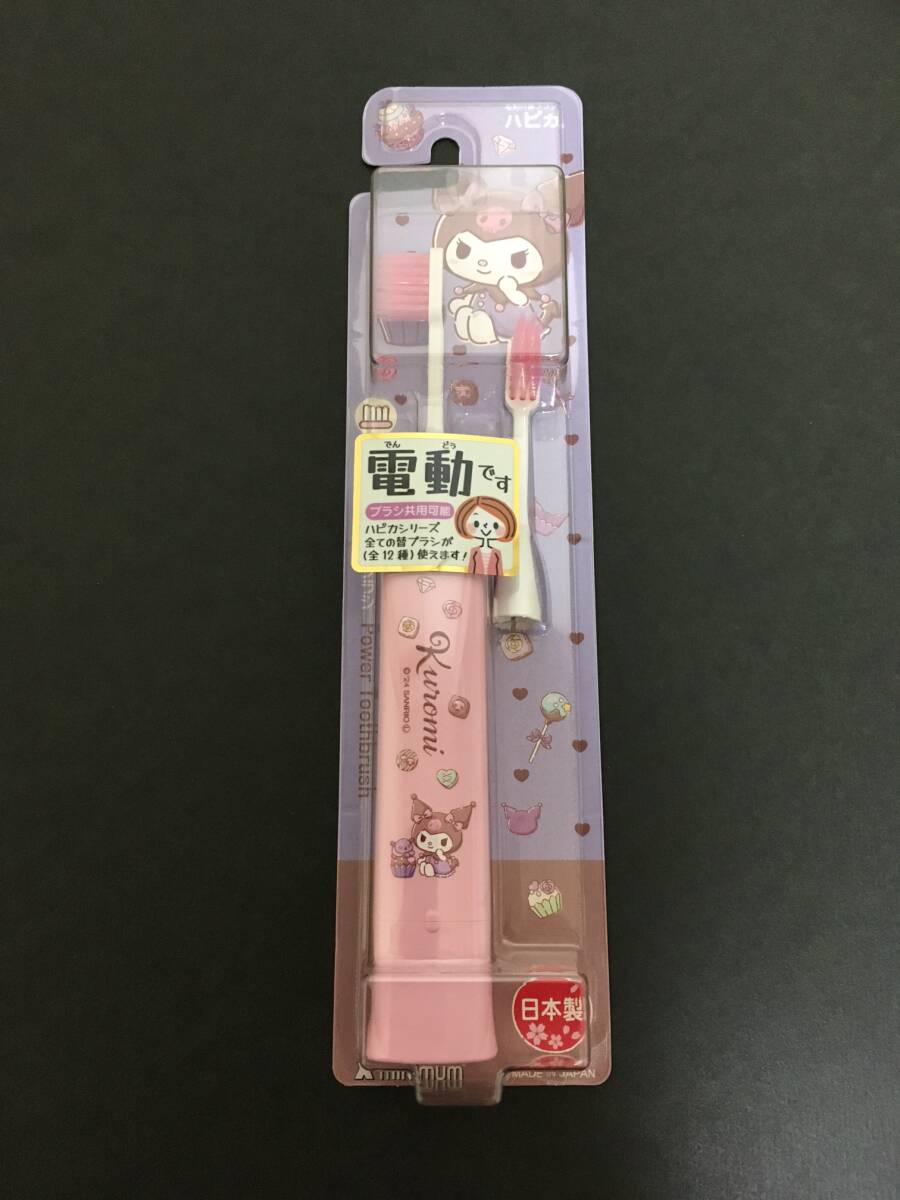 ハピカ
でん どう
電動です
ブラシ共用可能
ハピカシリーズ
全ての替ブラシが
(全12種)使えます!
Power Toothbrush
Kuromi
©'24 SANRIO Ⓛ
日本製
MADE IN JAPAN